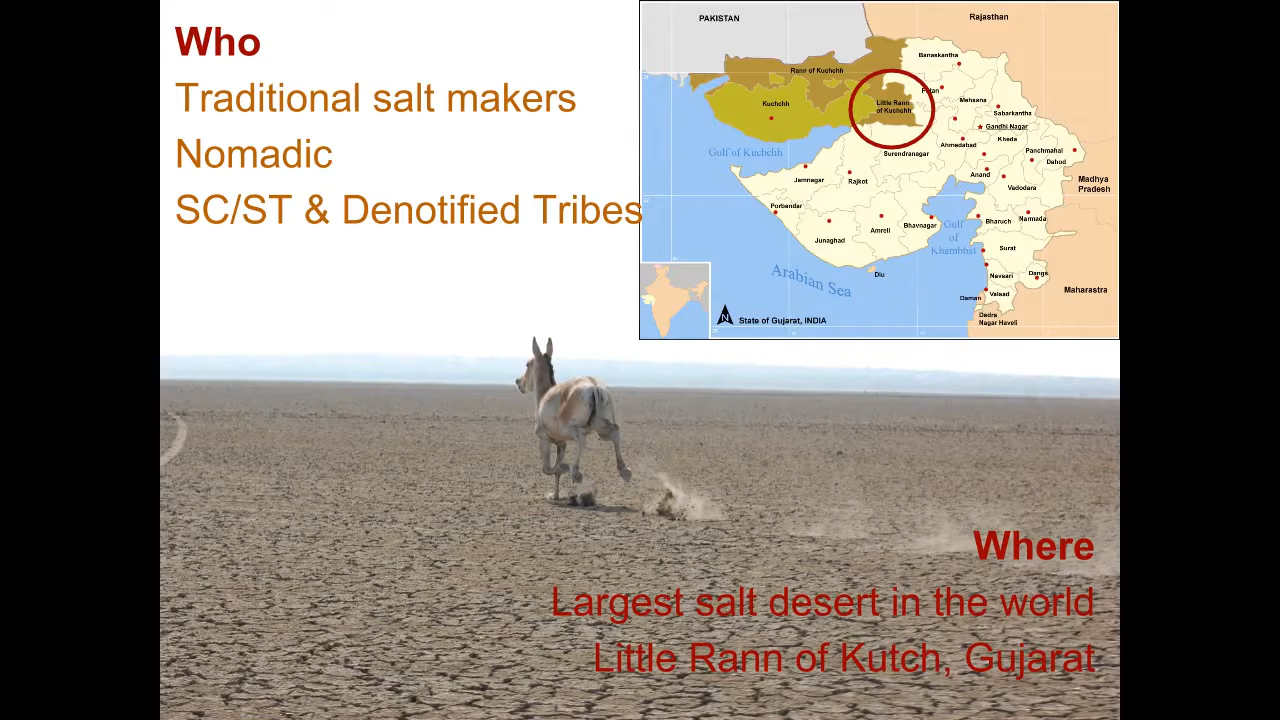 Who
Traditional salt makers
Nomadic
SC/ST & Denotified Tribes
PAKISTAN
Rajasthan
Banaskantha
Rann of Kuchchh
Patan
Kuchchh
Little Rann
of Kuchchh
Mehsana
Sabarkantha
Gandhi Nagar
Ahmedabad
Kheda
Gulf of Kuchchh
Surendranagar
Panchmahal
Dahod
Jamnagar
Rajkot
Anand
Vadodara
Madhya
Pradesh
Porbandar
Junaghad
Amreli
Bhavnagar
Gulf
of
Khambhat
Bharuch
Narmada
Surat
Arabian Sea
Diu
Navsari
Dangs
Daman
Valsad
Maharastra
Dadra
Nagar Haveli
N
State of Gujarat, INDIA
Where
Largest salt desert in the world
Little Rann of Kutch, Gujarat